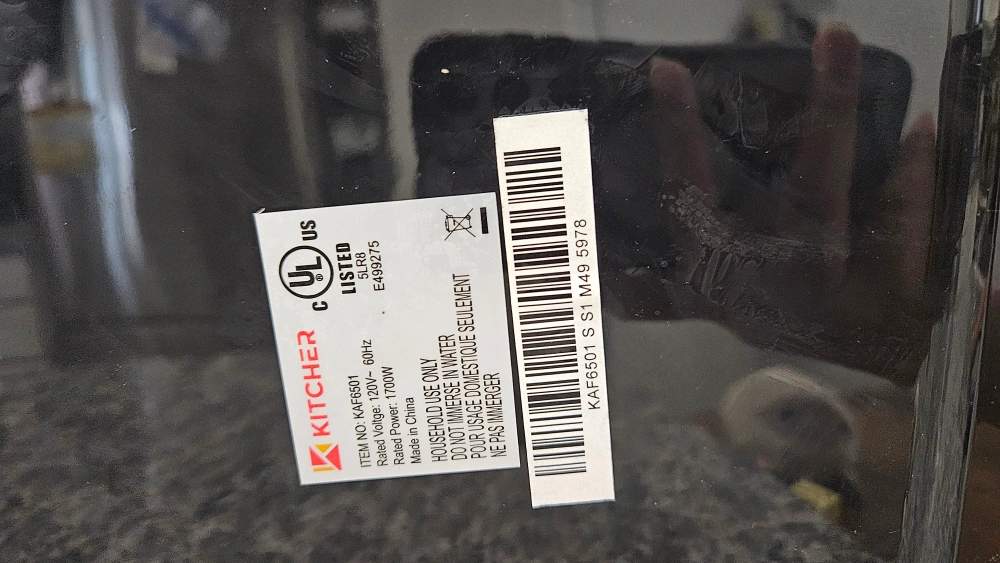 KITCHER
ITEM NO: KAF6501
Rated Voltge: 120V~ 60Hz
Rated Power: 1700W
Made in China
HOUSEHOLD USE ONLY
DO NOT IMMERSE IN WATER
POUR USAGE DOMESTIQUE SEULEMENT
NE PAS IMMERGER
C UL® US
LISTED
5LR8
E499275
KAF6501 S S1 M49 5978